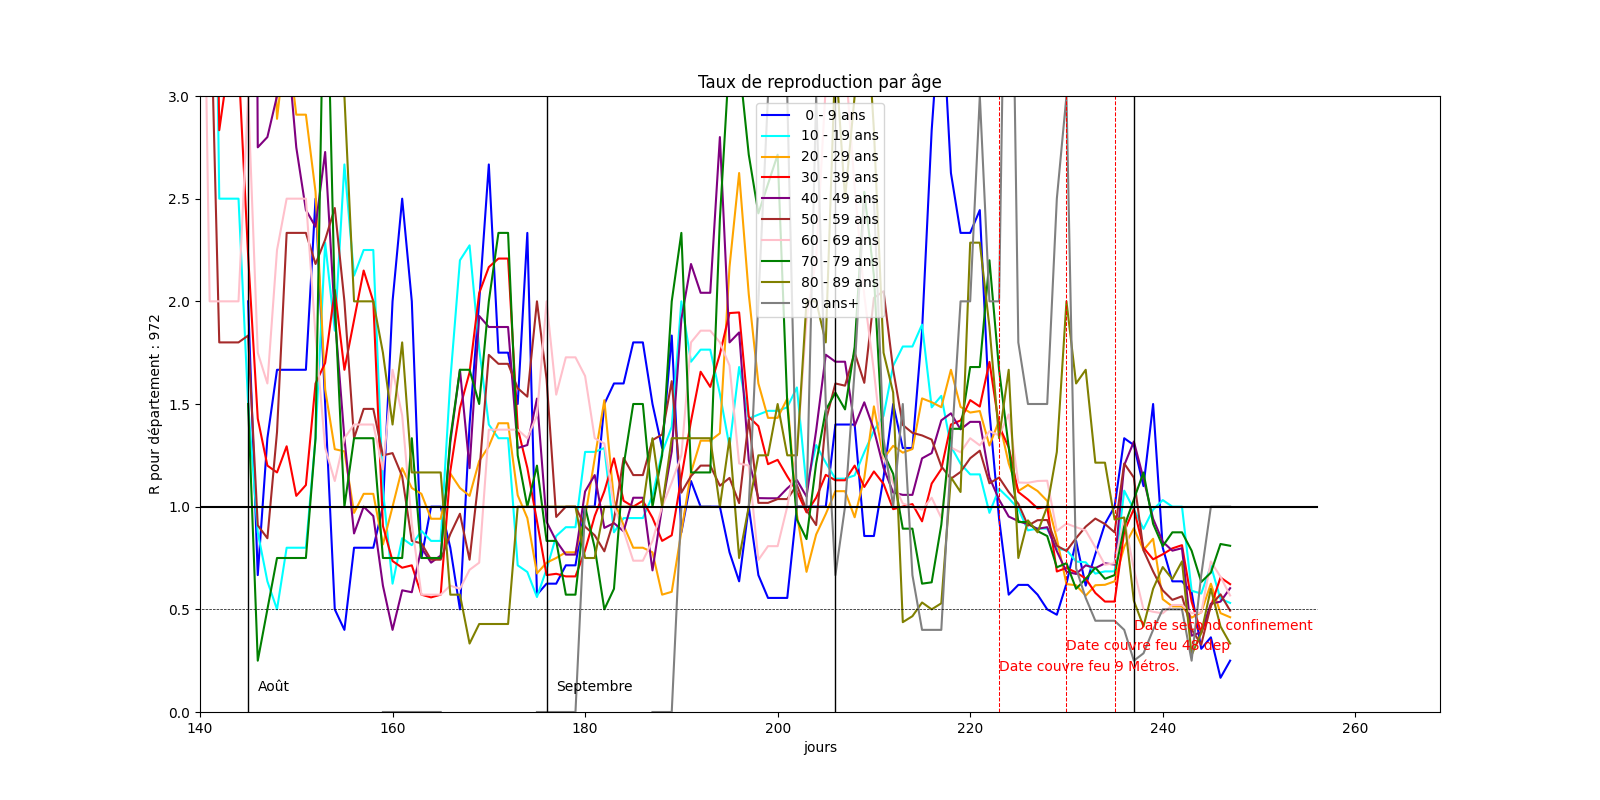 Taux de reproduction par âge
3.0
2.5
2.0
1.5
1.0
0.5
0.0
R pour département : 972
0 - 9 ans
10 - 19 ans
20 - 29 ans
30 - 39 ans
40 - 49 ans
50 - 59 ans
60 - 69 ans
70 - 79 ans
80 - 89 ans
90 ans+
Date second confinement
Date couvre feu 48 dep
Date couvre feu 9 Métros.
Août
Septembre
140
160
180
200
220
240
260
jours